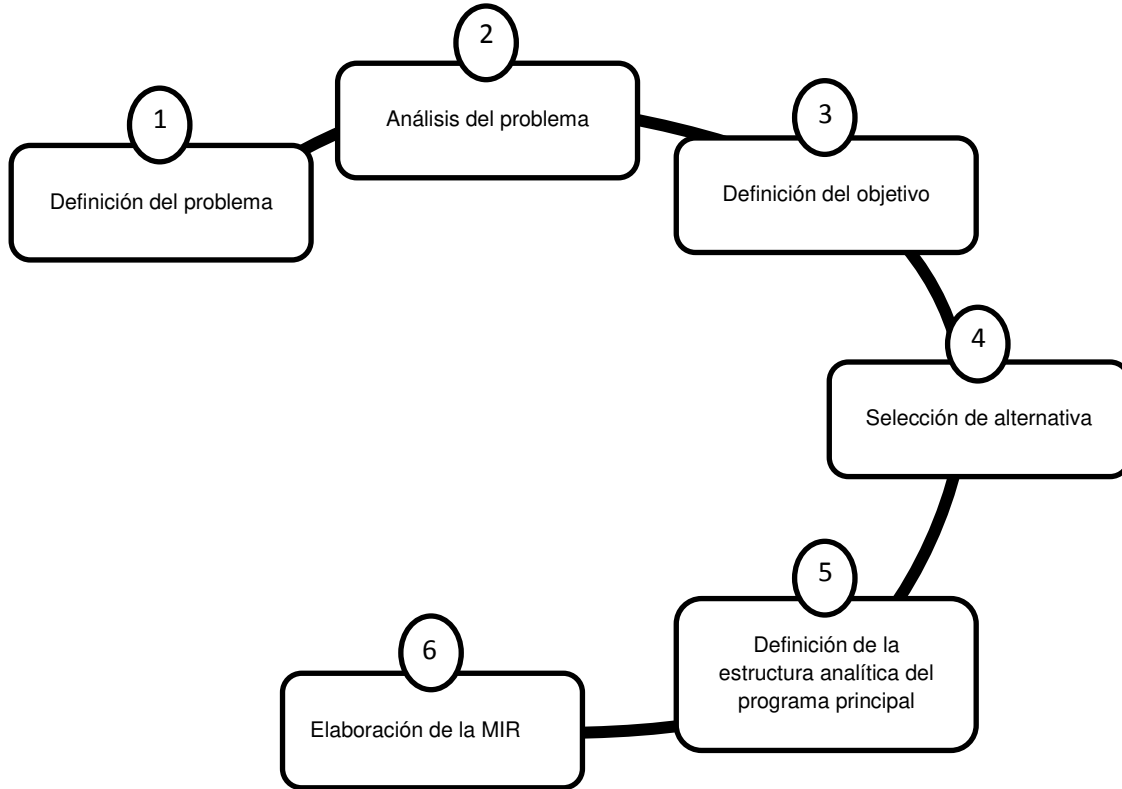 1
Definición del problema
2
Análisis del problema
3
Definición del objetivo
4
Selección de alternativa
5
Definición de la
estructura analítica del
programa principal
6
Elaboración de la MIR